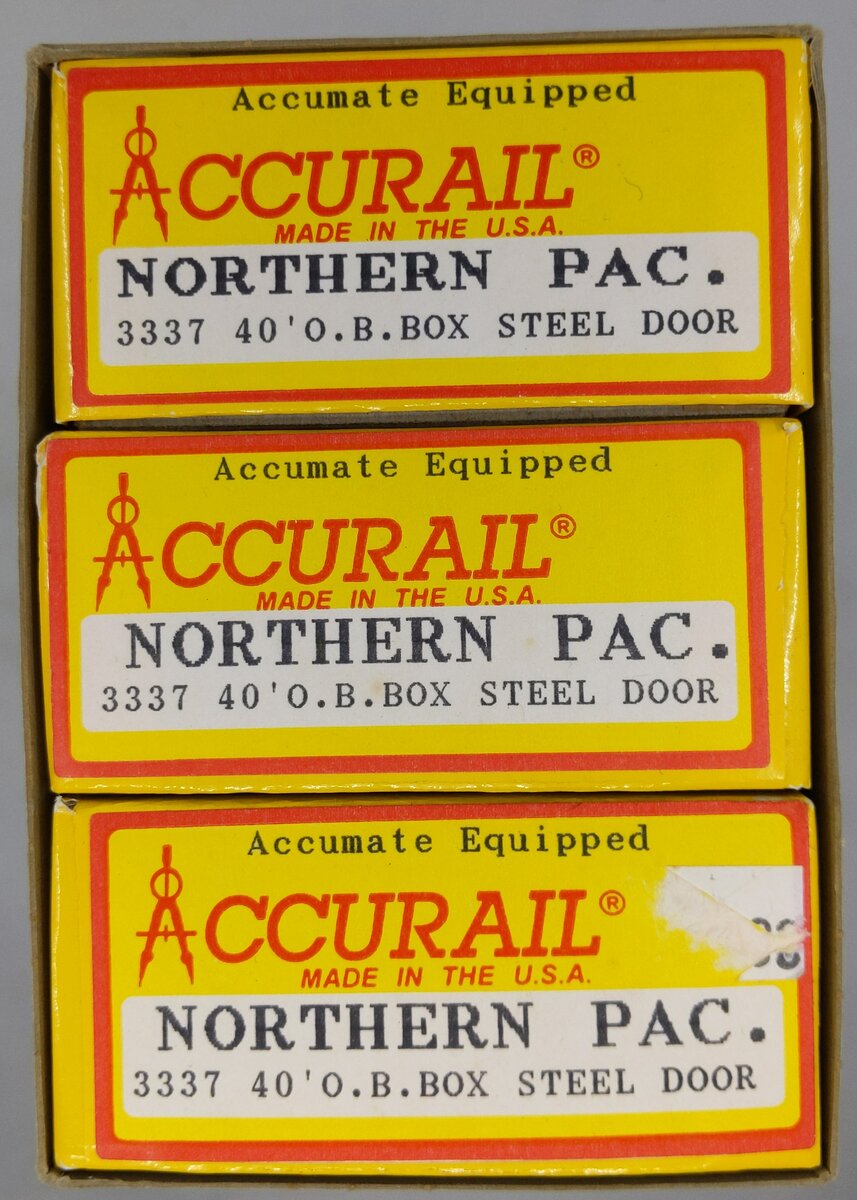 Accumate Equipped
ACCURAIL®
MADE IN THE U.S.A.
NORTHERN PAC.
3337 40'O.B.BOX STEEL DOOR
Accumate Equipped
ACCURAIL®
MADE IN THE U.S.A.
NORTHERN PAC.
3337 40'O.B.BOX STEEL DOOR
Accumate Equipped
ACCURAIL®
MADE IN THE U.S.A.
NORTHERN PAC.
3337 40'O.B.BOX STEEL DOOR